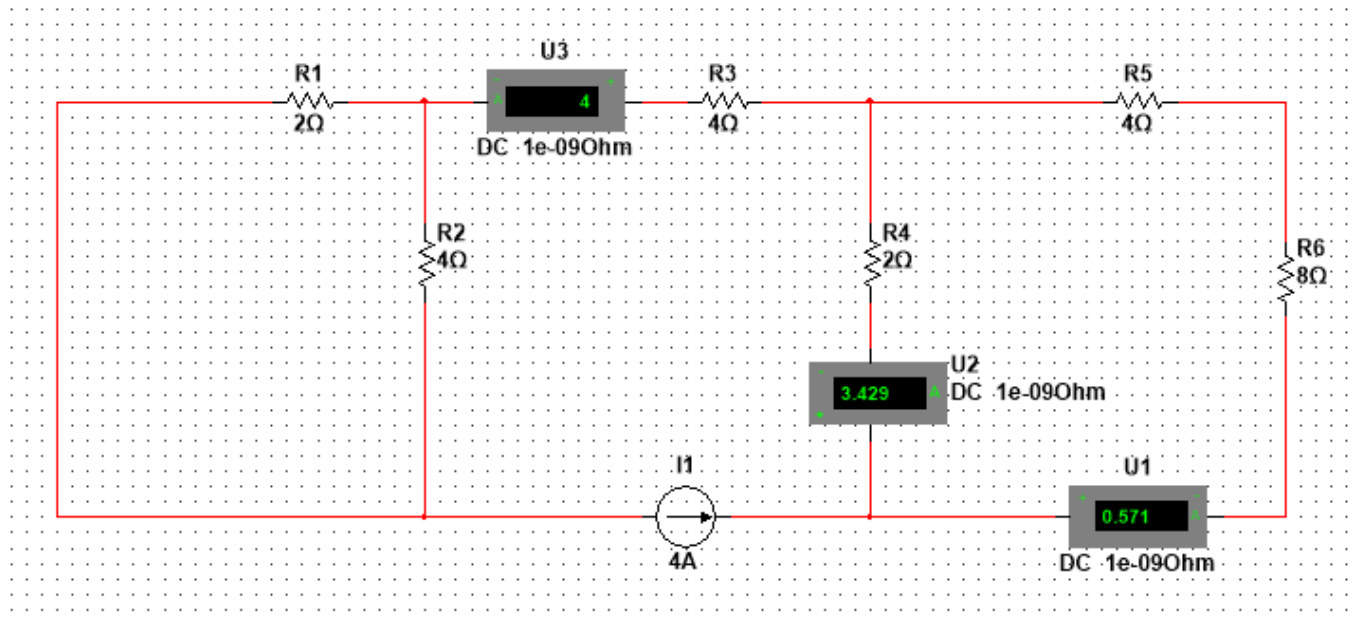 U3
R1
2Ω
- + A 4
DC 1e-09Ohm
R3
4Ω
R5
4Ω
R2
4Ω
R4
2Ω
R6
8Ω
U2
- + 3.429 A
DC 1e-09Ohm
I1
4A
U1
+ - 0.571 A
DC 1e-09Ohm